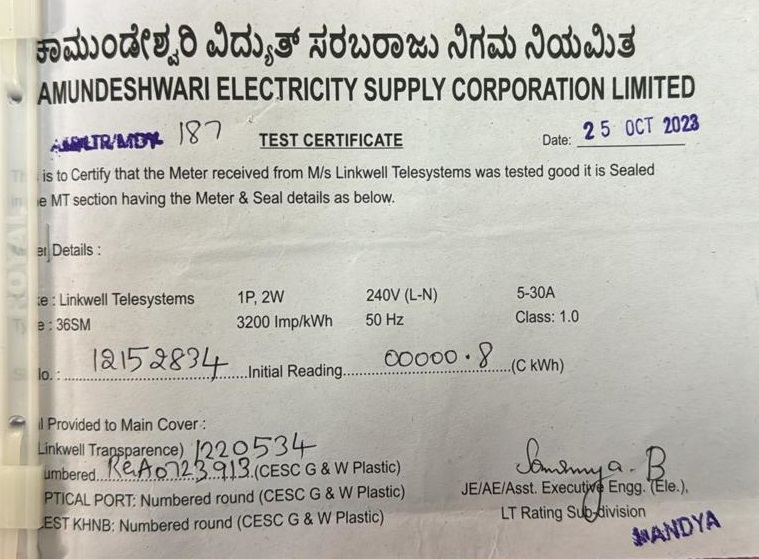 ಕಾಮುಂಡೇಶ್ವರಿ ವಿದ್ಯುತ್ ಸರಬರಾಜು ನಿಗಮ ನಿಯಮಿತ
AMUNDESHWARI ELECTRICITY SUPPLY CORPORATION LIMITED
187 TEST CERTIFICATE Date: 25 OCT 2023
is to Certify that the Meter received from M/s Linkwell Telesystems was tested good it is Sealed
e MT section having the Meter & Seal details as below.
er Details :
e : Linkwell Telesystems 1P, 2W 240V (L-N) 5-30A
e : 36SM 3200 Imp/kWh 50 Hz Class: 1.0
lo. : 12152834 Initial Reading 00000.8 (C kWh)
l Provided to Main Cover :
Linkwell Transparence) 1220534
umbered (CESC G & W Plastic)
PTICAL PORT: Numbered round (CESC G & W Plastic) JE/AE/Asst. Executive Engg. (Ele.),
EST KHNB: Numbered round (CESC G & W Plastic) LT Rating Sub-division
MANDYA